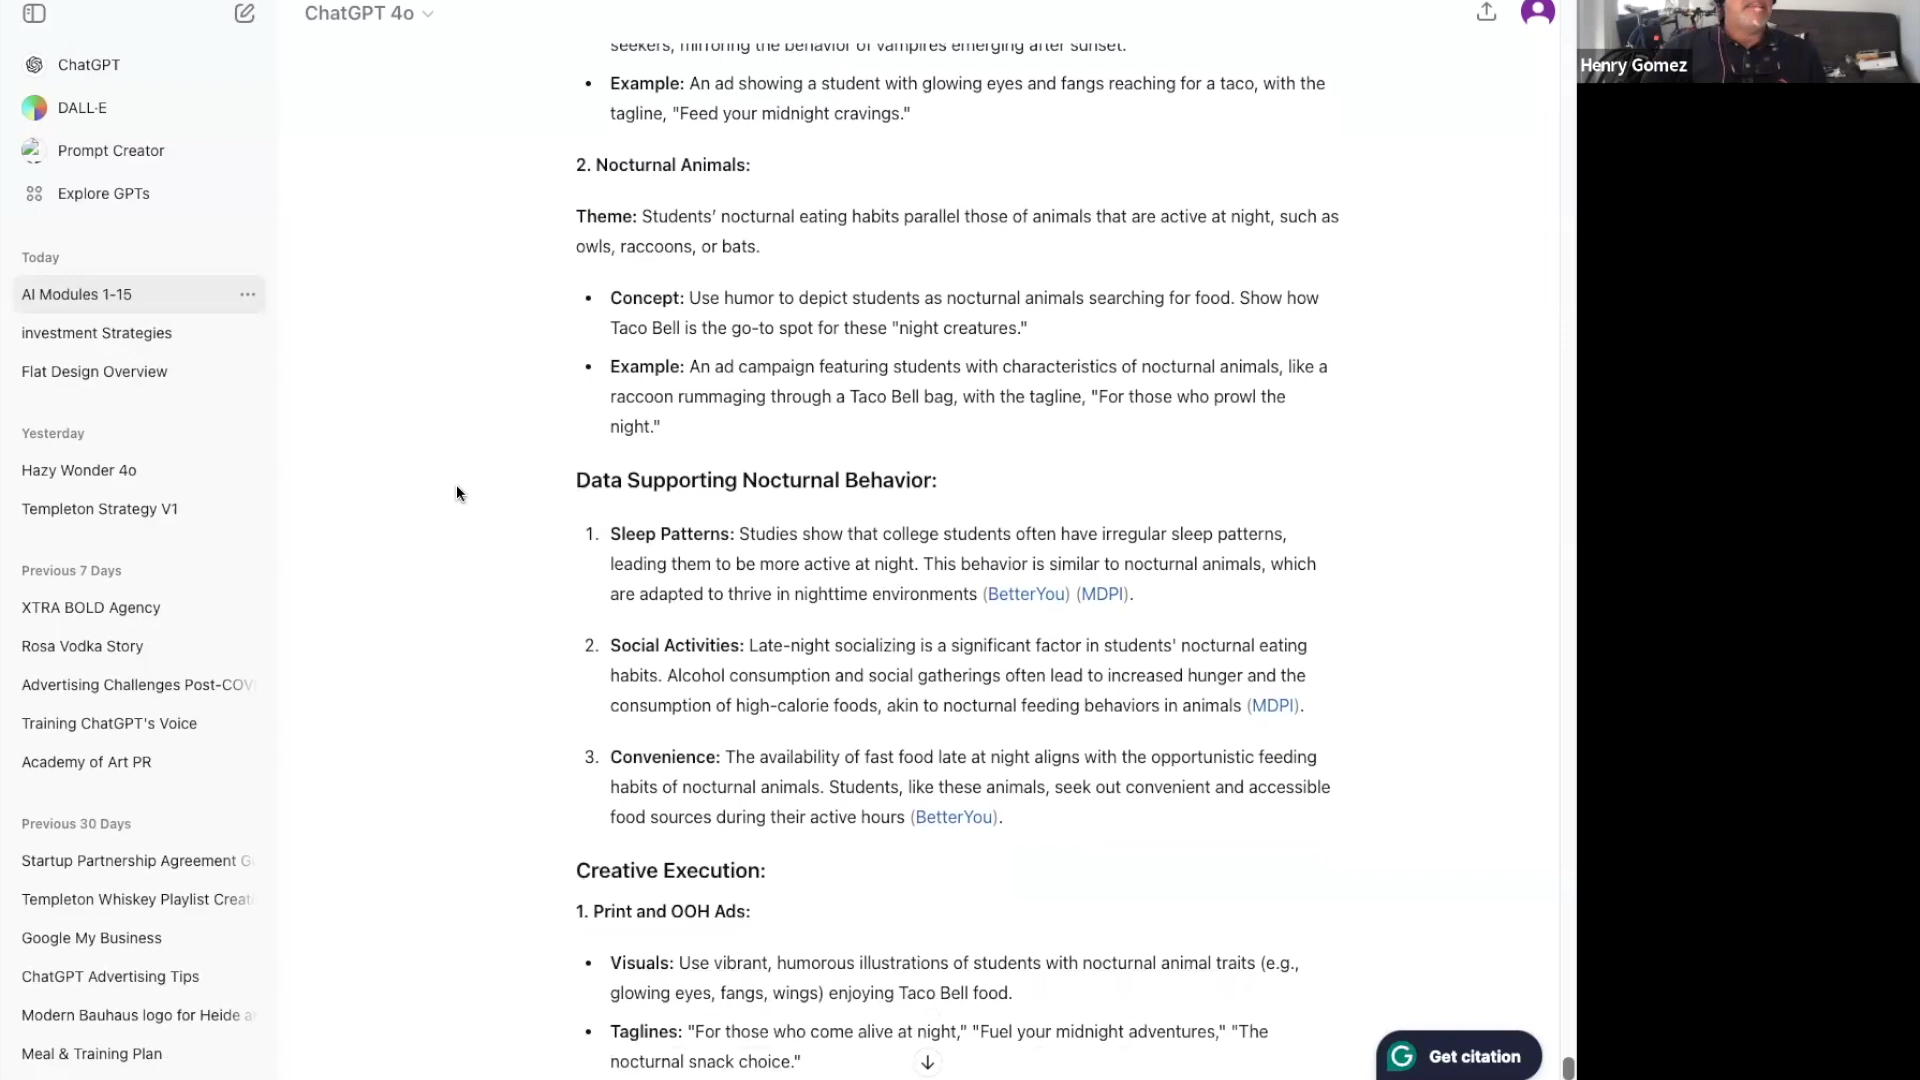 ChatGPT 4o
ChatGPT
DALL·E
Prompt Creator
Explore GPTs
Today
AI Modules 1-15
investment Strategies
Flat Design Overview
Yesterday
Hazy Wonder 4o
Templeton Strategy V1
Previous 7 Days
XTRA BOLD Agency
Rosa Vodka Story
Advertising Challenges Post-COVI
Training ChatGPT's Voice
Academy of Art PR
Previous 30 Days
Startup Partnership Agreement G
Templeton Whiskey Playlist Creati
Google My Business
ChatGPT Advertising Tips
Modern Bauhaus logo for Heide a
Meal & Training Plan
seekers, mirroring the behavior of vampires emerging after sunset.
• Example: An ad showing a student with glowing eyes and fangs reaching for a taco, with the
tagline, "Feed your midnight cravings."
2. Nocturnal Animals:
Theme: Students’ nocturnal eating habits parallel those of animals that are active at night, such as
owls, raccoons, or bats.
• Concept: Use humor to depict students as nocturnal animals searching for food. Show how
Taco Bell is the go-to spot for these "night creatures."
• Example: An ad campaign featuring students with characteristics of nocturnal animals, like a
raccoon rummaging through a Taco Bell bag, with the tagline, "For those who prowl the
night."
Data Supporting Nocturnal Behavior:
1. Sleep Patterns: Studies show that college students often have irregular sleep patterns,
leading them to be more active at night. This behavior is similar to nocturnal animals, which
are adapted to thrive in nighttime environments (BetterYou) (MDPI).
2. Social Activities: Late-night socializing is a significant factor in students' nocturnal eating
habits. Alcohol consumption and social gatherings often lead to increased hunger and the
consumption of high-calorie foods, akin to nocturnal feeding behaviors in animals (MDPI).
3. Convenience: The availability of fast food late at night aligns with the opportunistic feeding
habits of nocturnal animals. Students, like these animals, seek out convenient and accessible
food sources during their active hours (BetterYou).
Creative Execution:
1. Print and OOH Ads:
• Visuals: Use vibrant, humorous illustrations of students with nocturnal animal traits (e.g.,
glowing eyes, fangs, wings) enjoying Taco Bell food.
• Taglines: "For those who come alive at night," "Fuel your midnight adventures," "The
nocturnal snack choice."
Get citation
Henry Gomez